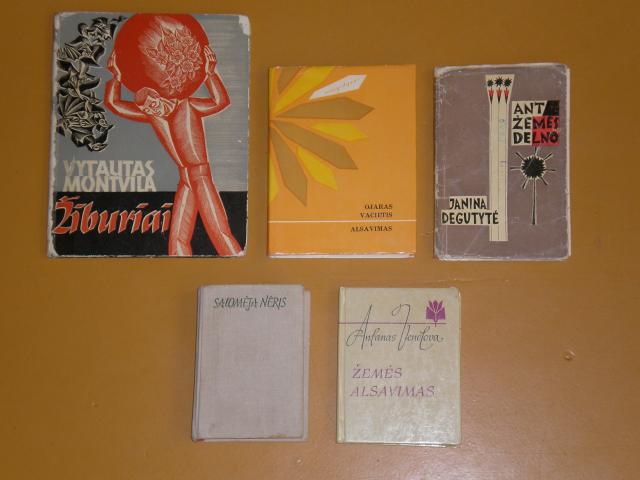 VYTAUTAS
MONTVILA
Žiburiai
OJARAS
VACIETIS
ALSAVIMAS
ANT
ŽEMĖS
DELNO
JANINA
DEGUTYTĖ
SALOMĖJA NĖRIS
Antanas Venclova
ŽEMĖS
ALSAVIMAS